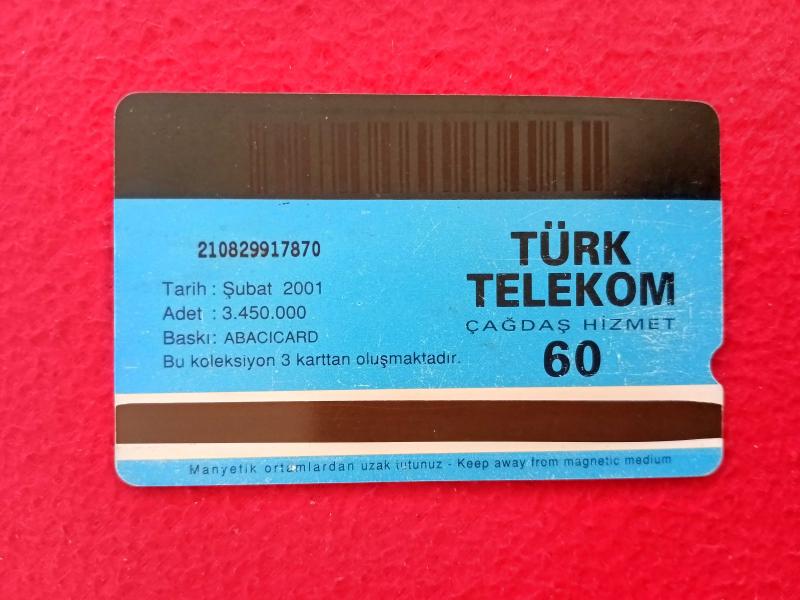 210829917870
Tarih : Şubat 2001
Adet : 3.450.000
Baskı: ABACICARD
Bu koleksiyon 3 karttan oluşmaktadır.
TÜRK
TELEKOM
ÇAĞDAŞ HİZMET
60
Manyetik ortamlardan uzak tutunuz - Keep away from magnetic medium